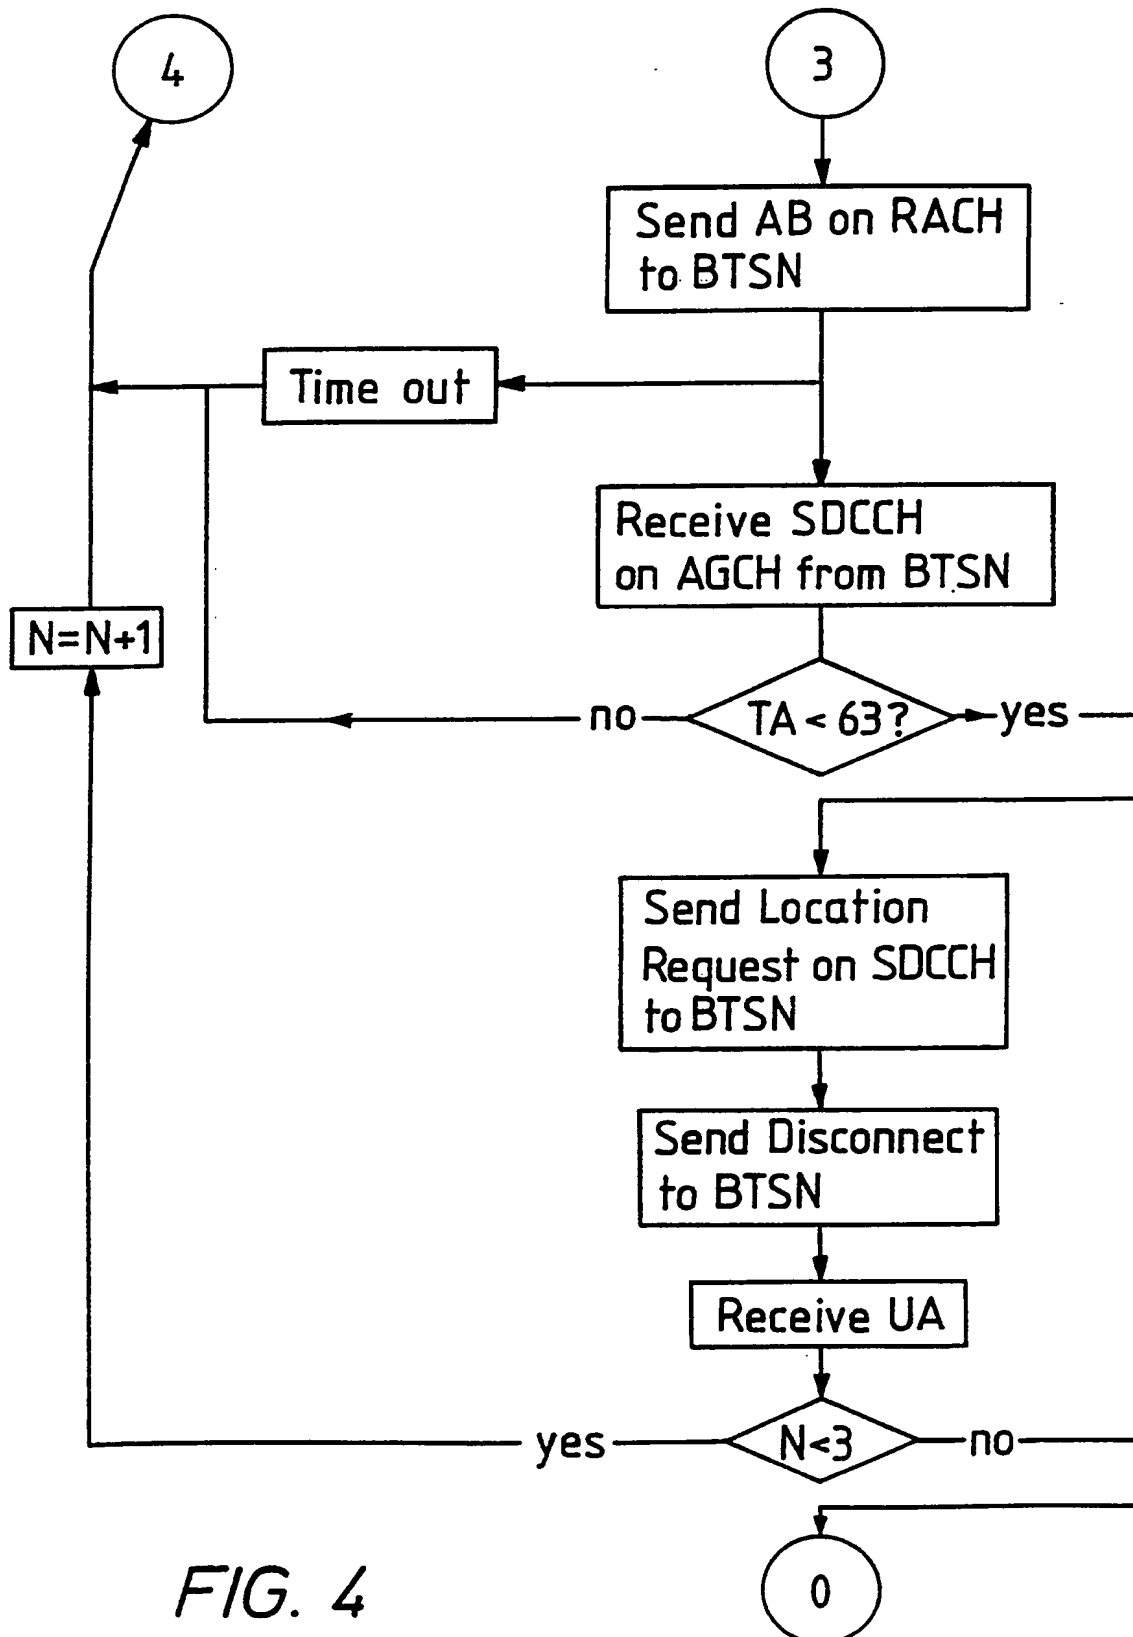 4
3
Send AB on RACH
to BTSN
Time out
Receive SDCCH
on AGCH from BTSN
N=N+1
no
TA < 63?
yes
Send Location
Request on SDCCH
to BTSN
Send Disconnect
to BTSN
Receive UA
yes
N<3
no
0
FIG. 4